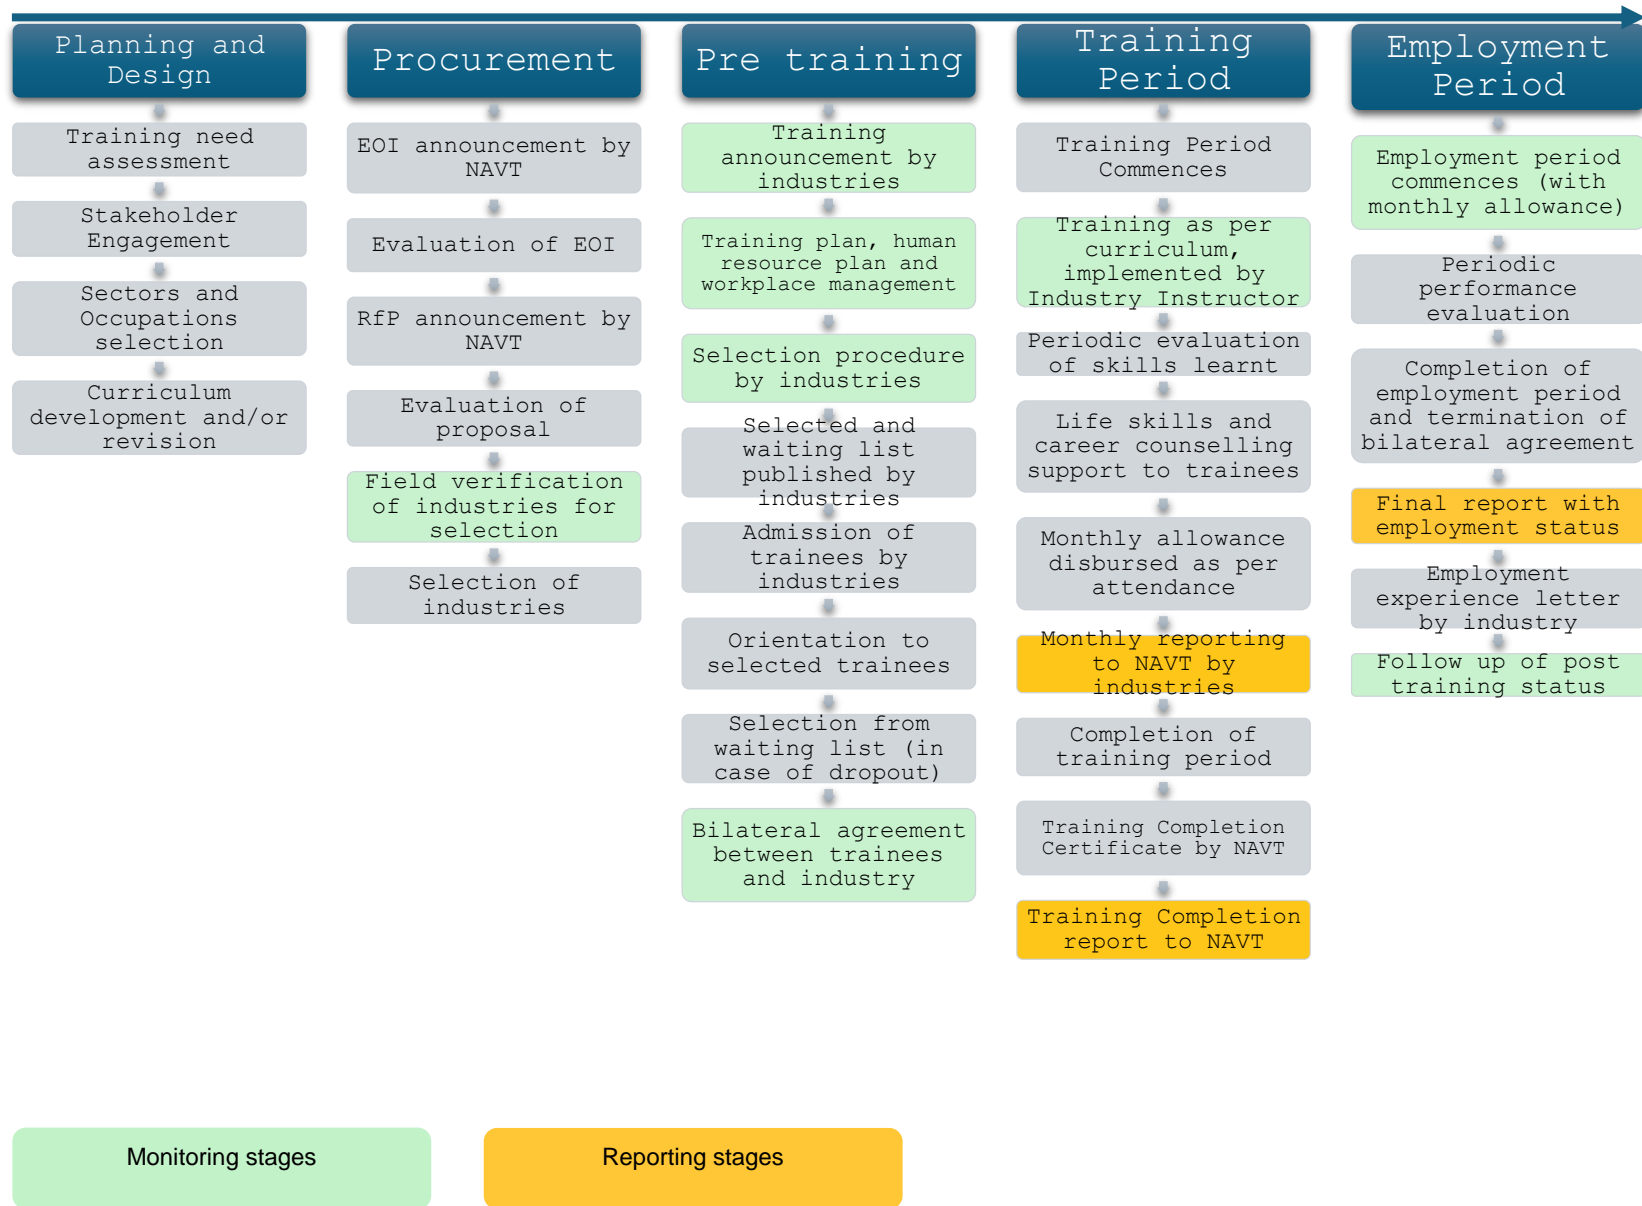 Planning and
Design
Training need
assessment
Stakeholder
Engagement
Sectors and
Occupations
selection
Curriculum
development and/or
revision
Procurement
EOI announcement by
NAVT
Evaluation of EOI
RfP announcement by
NAVT
Evaluation of
proposal
Field verification
of industries for
selection
Selection of
industries
Pre training
Training
announcement by
industries
Training plan, human
resource plan and
workplace management
Selection procedure
by industries
Selected and
waiting list
published by
industries
Admission of
trainees by
industries
Orientation to
selected trainees
Selection from
waiting list (in
case of dropout)
Bilateral agreement
between trainees
and industry
Training
Period
Training Period
Commences
Training as per
curriculum,
implemented by
Industry Instructor
Periodic evaluation
of skills learnt
Life skills and
career counselling
support to trainees
Monthly allowance
disbursed as per
attendance
Monthly reporting
to NAVT by
industries
Completion of
training period
Training Completion
Certificate by NAVT
Training Completion
report to NAVT
Employment
Period
Employment period
commences (with
monthly allowance)
Periodic
performance
evaluation
Completion of
employment period
and termination of
bilateral agreement
Final report with
employment status
Employment
experience letter
by industry
Follow up of post
training status
Monitoring stages
Reporting stages